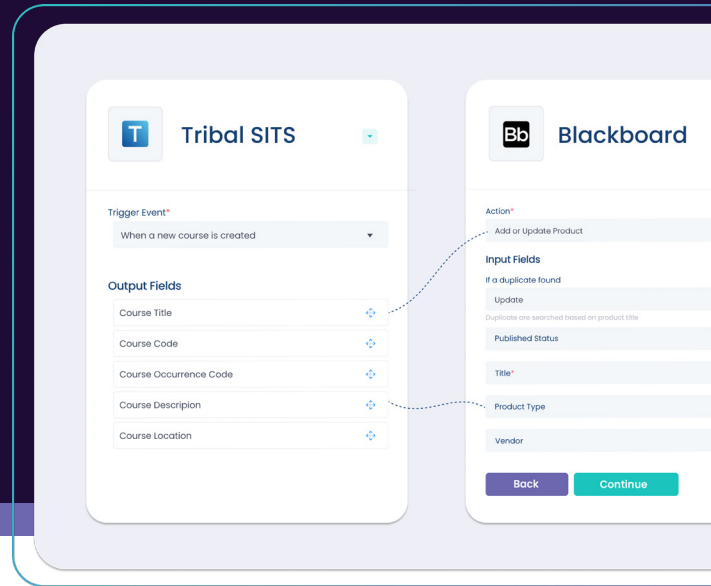 T
Tribal SITS
Trigger Event*
When a new course is created
Output Fields
Course Title
Course Code
Course Occurrence Code
Course Descripion
Course Location
Bb
Blackboard
Action*
Add or Update Product
Input Fields
If a duplicate found
Update
Duplicate are searched based on product title
Published Status
Title*
Product Type
Vendor
Back
Continue